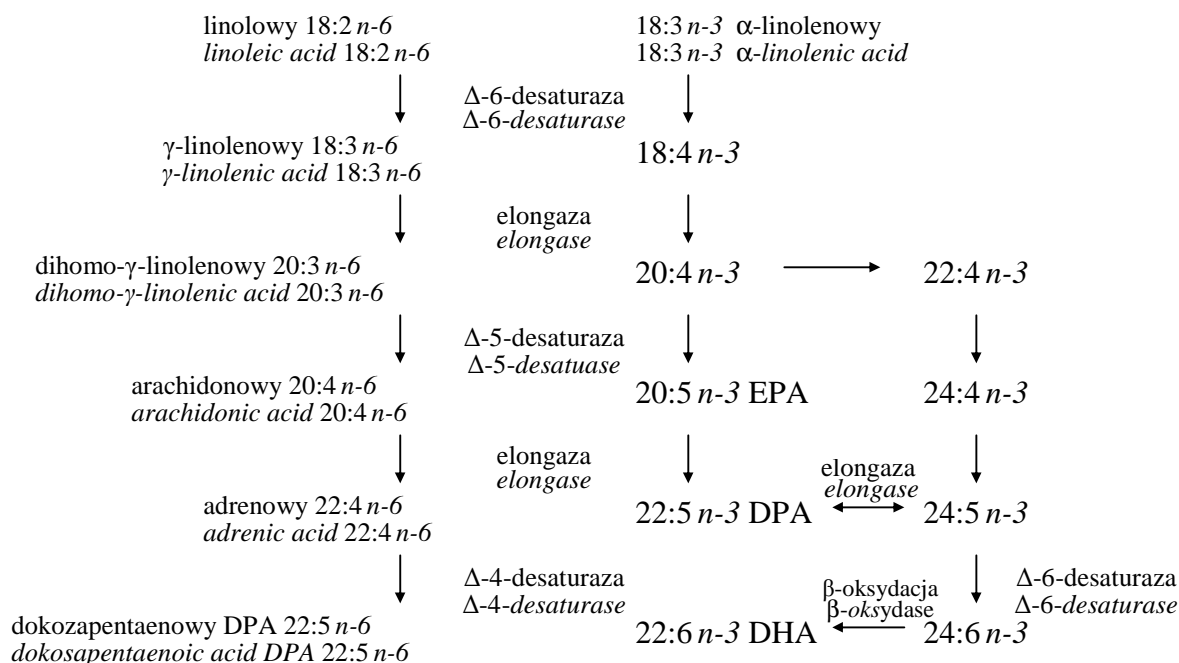 linolowy 18:2 n-6
linoleic acid 18:2 n-6
18:3 n-3 α-linolenowy
18:3 n-3 α-linolenic acid
Δ-6-desaturaza
Δ-6-desaturase
γ-linolenowy 18:3 n-6
γ-linolenic acid 18:3 n-6
18:4 n-3
elongaza
elongase
dihomo-γ-linolenowy 20:3 n-6
dihomo-γ-linolenic acid 20:3 n-6
20:4 n-3
22:4 n-3
Δ-5-desaturaza
Δ-5-desatuase
arachidonowy 20:4 n-6
arachidonic acid 20:4 n-6
20:5 n-3 EPA
24:4 n-3
elongaza
elongase
elongaza
elongase
adrenowy 22:4 n-6
adrenic acid 22:4 n-6
22:5 n-3 DPA
24:5 n-3
Δ-4-desaturaza
Δ-4-desaturase
β-oksydacja
β-oksydase
Δ-6-desaturaza
Δ-6-desaturase
dokozapentaenowy DPA 22:5 n-6
dokosapentaenoic acid DPA 22:5 n-6
22:6 n-3 DHA
24:6 n-3